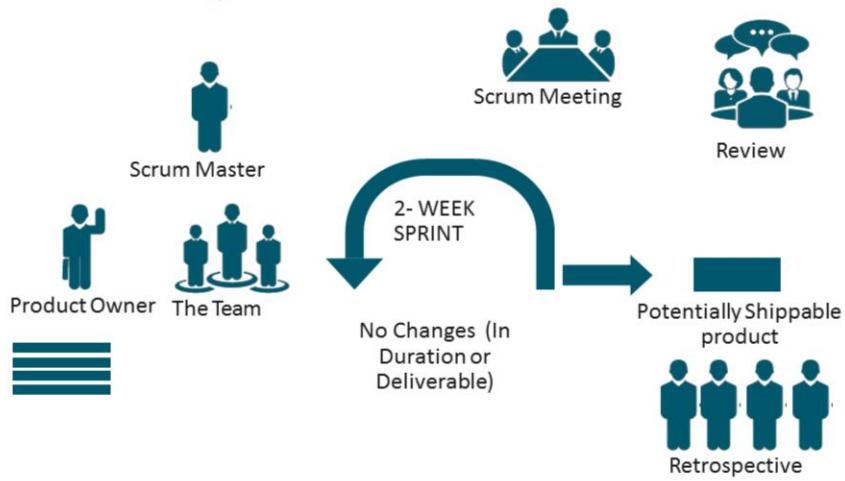 Scrum Meeting
Review
Scrum Master
2- WEEK
SPRINT
Product Owner
The Team
No Changes (In
Duration or
Deliverable)
Potentially Shippable
product
Retrospective